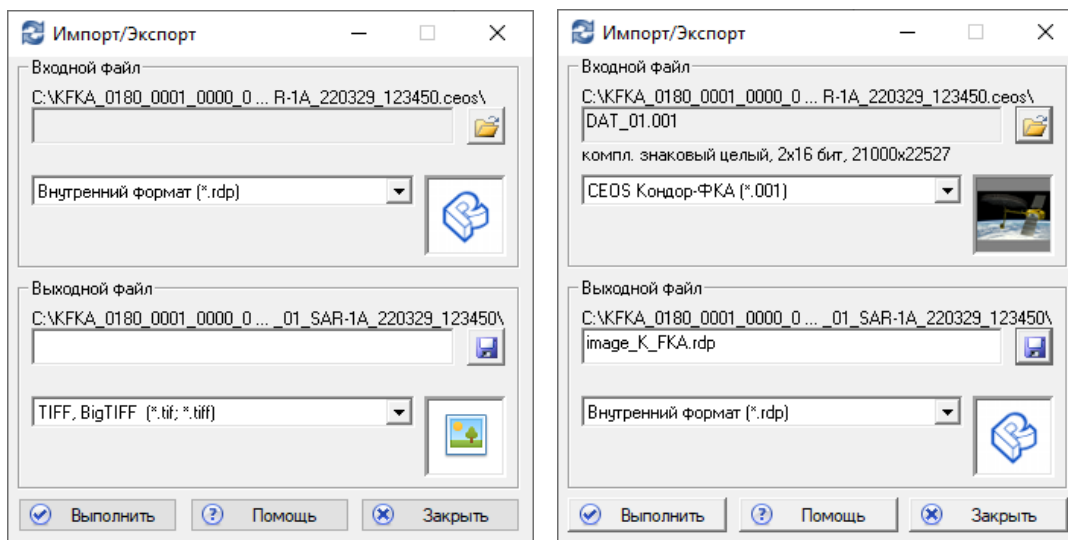 Импорт/Экспорт
Входной файл
C:\KFKA_0180_0001_0000_0 ... R-1A_220329_123450.ceos\
Внутренний формат (*.rdp)
Выходной файл
C:\KFKA_0180_0001_0000_0 ... _01_SAR-1A_220329_123450\
TIFF, BigTIFF (*.tif; *.tiff)
Выполнить
Помощь
Закрыть
Импорт/Экспорт
Входной файл
C:\KFKA_0180_0001_0000_0 ... R-1A_220329_123450.ceos\
DAT_01.001
компл. знаковый целый, 2x16 бит, 21000x22527
CEOS Кондор-ФКА (*.001)
Выходной файл
C:\KFKA_0180_0001_0000_0 ... _01_SAR-1A_220329_123450\
image_K_FKA.rdp
Внутренний формат (*.rdp)
Выполнить
Помощь
Закрыть